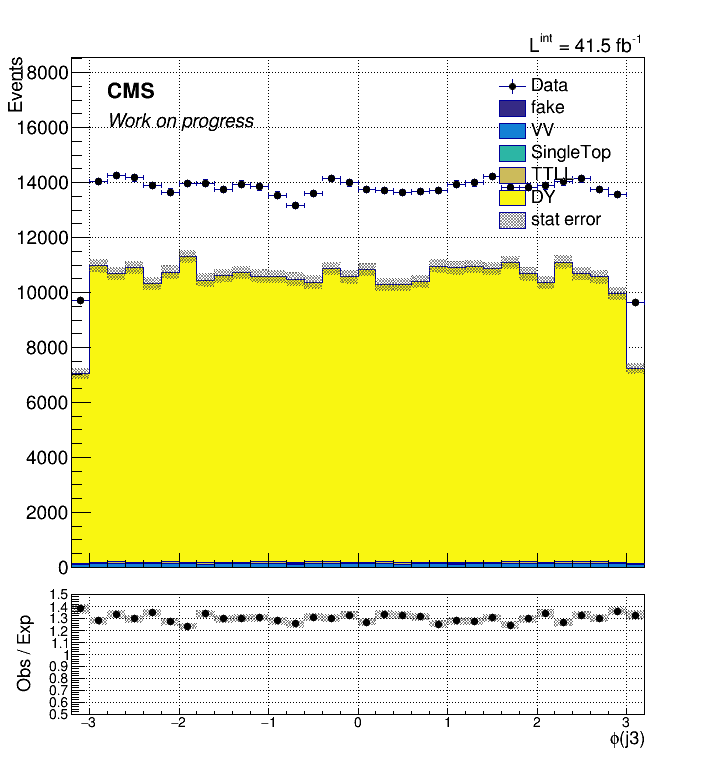 L^int = 41.5 fb^-1
Events
CMS
Work on progress
Data
fake
VV
SingleTop
TTLL
DY
stat error
18000
16000
14000
12000
10000
8000
6000
4000
2000
0
Obs / Exp
1.5
1.4
1.3
1.2
1.1
1
0.9
0.8
0.7
0.6
0.5
−3 −2 −1 0 1 2 3
ϕ(j3)